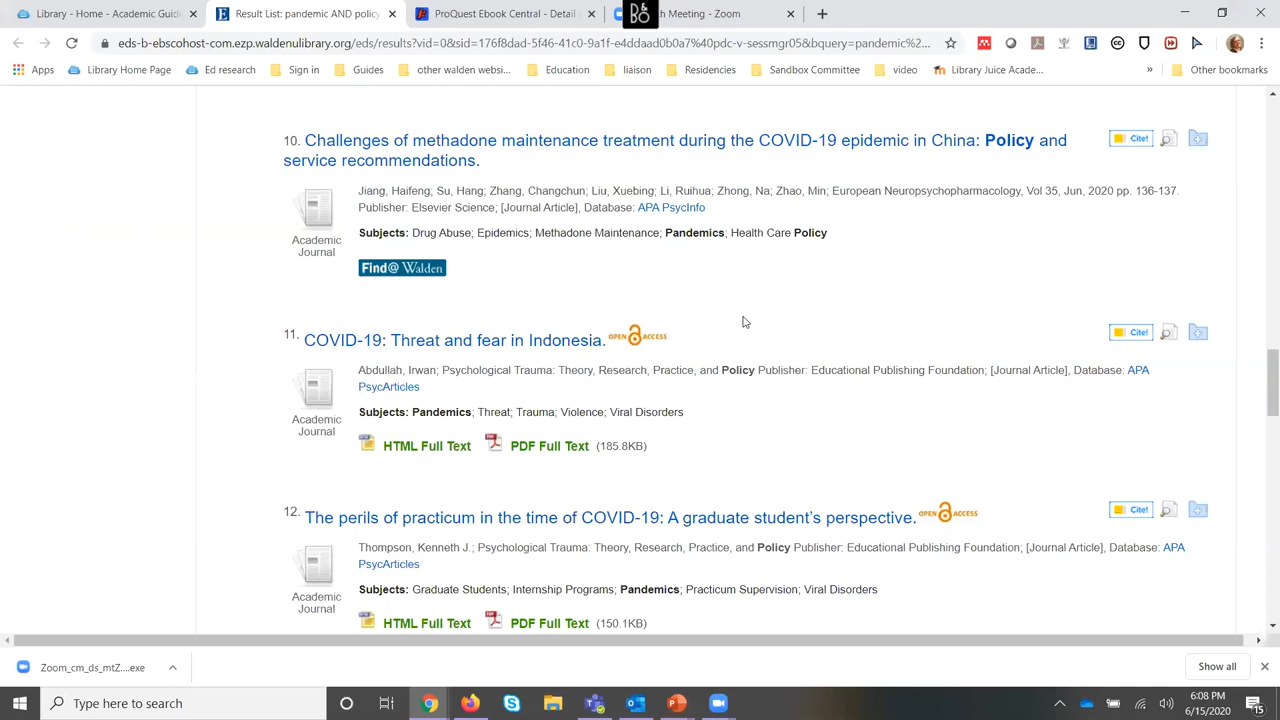 Library - Home - Academic Guide
Result List: pandemic AND policy
ProQuest Ebook Central - Detail
h Meeting - Zoom
B&O
eds-b-ebscohost-com.ezp.waldenulibrary.org/eds/results?vid=0&sid=176f8dad-5f46-41c0-9a1f-e4ddaad0b0a7%40pdc-v-sessmgr05&bquery=pandemic%2...
Apps
Library Home Page
Ed research
Sign in
Guides
other walden websi...
Education
liaison
Residencies
Sandbox Committee
video
Library Juice Acade...
»
Other bookmarks
10. Challenges of methadone maintenance treatment during the COVID-19 epidemic in China: Policy and
service recommendations.
Cite!
Jiang, Haifeng; Su, Hang; Zhang, Changchun; Liu, Xuebing; Li, Ruihua; Zhong, Na; Zhao, Min; European Neuropsychopharmacology, Vol 35, Jun, 2020 pp. 136-137.
Publisher: Elsevier Science; [Journal Article], Database: APA PsycInfo
Subjects: Drug Abuse; Epidemics; Methadone Maintenance; Pandemics; Health Care Policy
Academic
Journal
Find@ Walden
11. COVID-19: Threat and fear in Indonesia. OPEN ACCESS
Cite!
Abdullah, Irwan; Psychological Trauma: Theory, Research, Practice, and Policy Publisher: Educational Publishing Foundation; [Journal Article], Database: APA
PsycArticles
Subjects: Pandemics; Threat; Trauma; Violence; Viral Disorders
Academic
Journal
HTML Full Text PDF Full Text (185.8KB)
12. The perils of practicum in the time of COVID-19: A graduate student's perspective. OPEN ACCESS
Cite!
Thompson, Kenneth J.; Psychological Trauma: Theory, Research, Practice, and Policy Publisher: Educational Publishing Foundation; [Journal Article], Database: APA
PsycArticles
Subjects: Graduate Students; Internship Programs; Pandemics; Practicum Supervision; Viral Disorders
Academic
Journal
HTML Full Text PDF Full Text (150.1KB)
Zoom_cm_ds_mtZ....exe
Show all
Type here to search
6:08 PM
6/15/2020
15